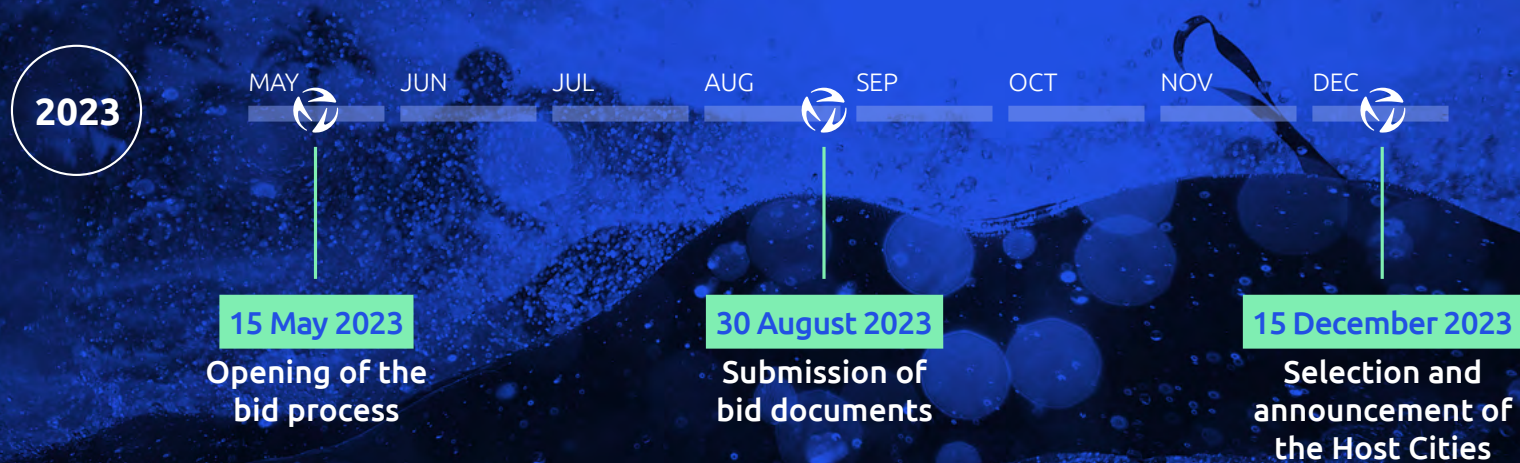 2023
MAY JUN JUL AUG SEP OCT NOV DEC
15 May 2023
Opening of the
bid process
30 August 2023
Submission of
bid documents
15 December 2023
Selection and
announcement of
the Host Cities